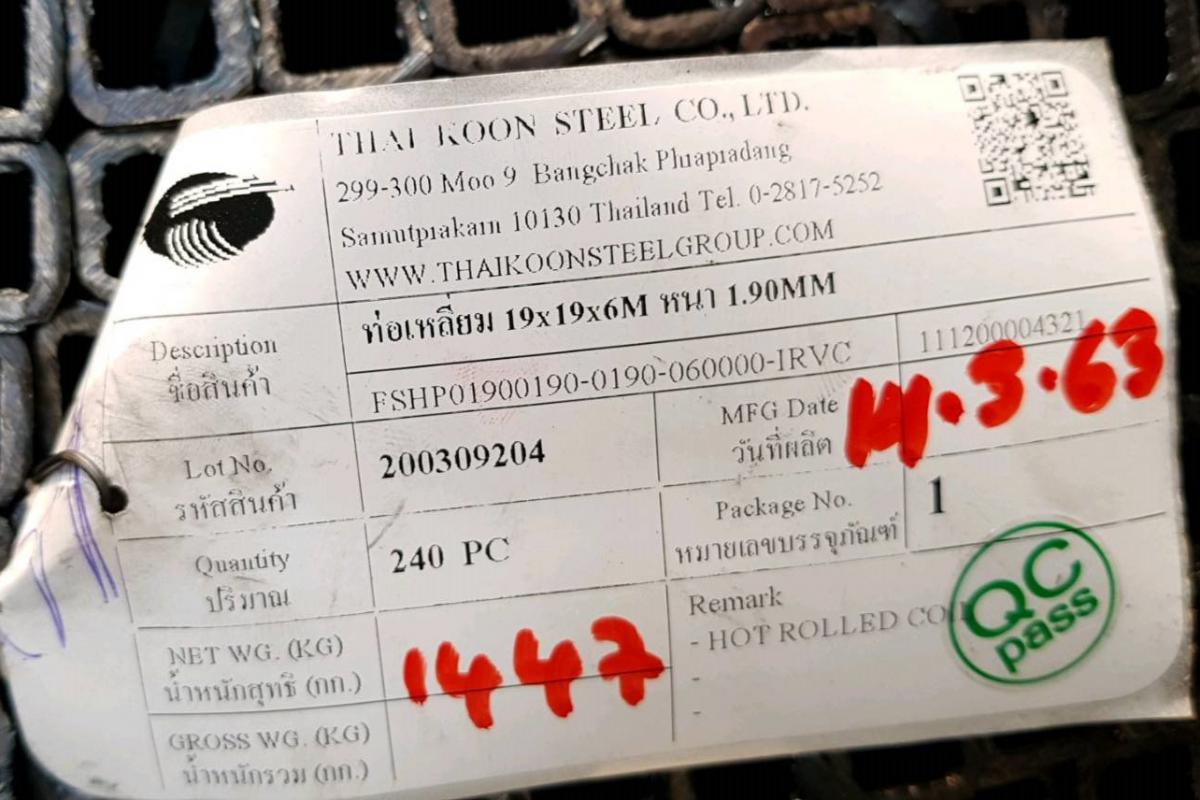 THAI KOON STEEL CO., LTD.
299-300 Moo 9 Bangchak Phrapradang
Samutprakarn 10130 Thailand Tel. 0-2817-5252
WWW.THAIKOONSTEELGROUP.COM
Description
ชื่อสินค้า
ท่อเหลี่ยม 19x19x6M หนา 1.90MM
FSHP01900190-0190-060000-IRVC
111200004321
Lot No.
รหัสสินค้า
200309204
MFG Date
วันที่ผลิต
14.3.63
Quantity
ปริมาณ
240 PC
Package No.
หมายเลขบรรจุภัณฑ์
1
NET WG. (KG)
น้ำหนักสุทธิ (กก.)
1447
Remark
- HOT ROLLED COIL
-
-
QC
pass
GROSS WG. (KG)
น้ำหนักรวม (กก.)